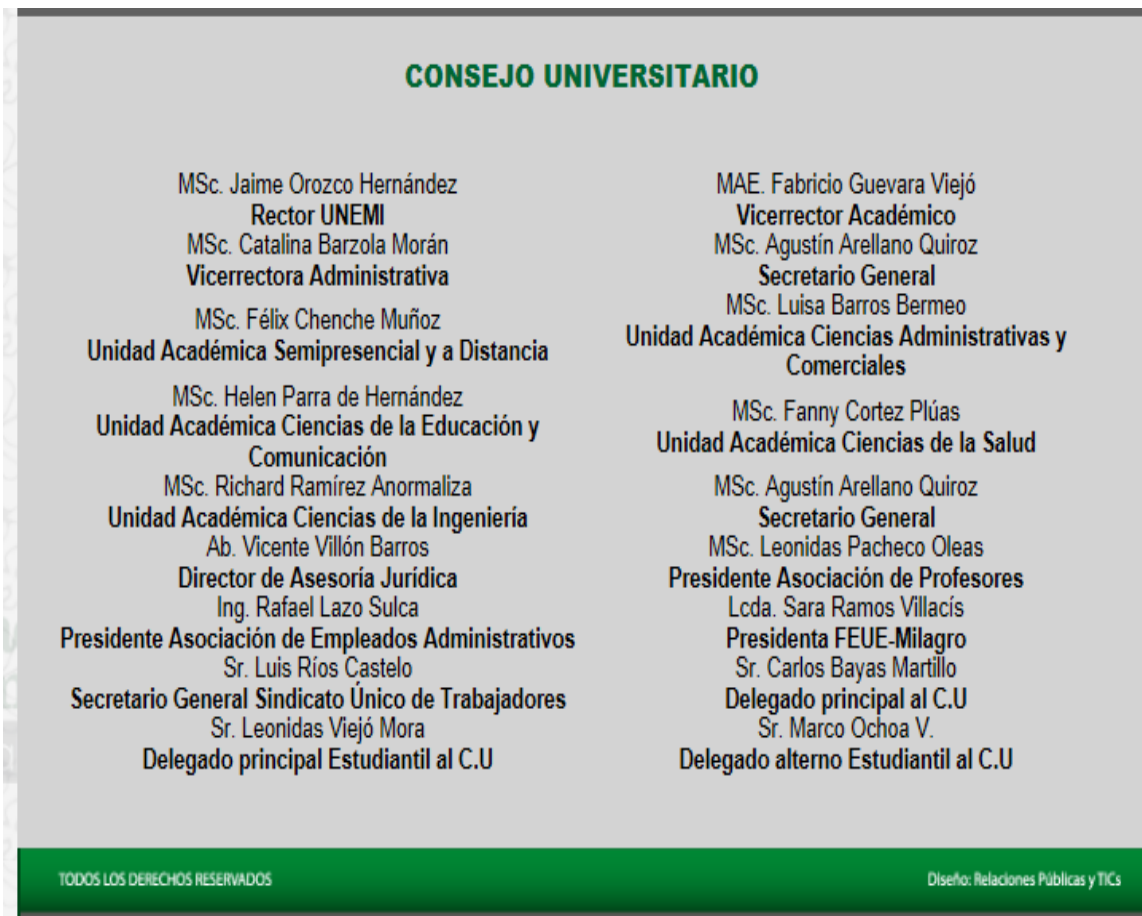 CONSEJO UNIVERSITARIO
MSc. Jaime Orozco Hernández
Rector UNEMI
MSc. Catalina Barzola Morán
Vicerrectora Administrativa
MSc. Félix Chenche Muñoz
Unidad Académica Semipresencial y a Distancia
MSc. Helen Parra de Hernández
Unidad Académica Ciencias de la Educación y
Comunicación
MSc. Richard Ramírez Anormaliza
Unidad Académica Ciencias de la Ingeniería
Ab. Vicente Villón Barros
Director de Asesoría Jurídica
Ing. Rafael Lazo Sulca
Presidente Asociación de Empleados Administrativos
Sr. Luis Ríos Castelo
Secretario General Sindicato Único de Trabajadores
Sr. Leonidas Viejó Mora
Delegado principal Estudiantil al C.U
MAE. Fabricio Guevara Viejó
Vicerrector Académico
MSc. Agustín Arellano Quiroz
Secretario General
MSc. Luisa Barros Bermeo
Unidad Académica Ciencias Administrativas y
Comerciales
MSc. Fanny Cortez Plúas
Unidad Académica Ciencias de la Salud
MSc. Agustín Arellano Quiroz
Secretario General
MSc. Leonidas Pacheco Oleas
Presidente Asociación de Profesores
Lcda. Sara Ramos Villacís
Presidenta FEUE-Milagro
Sr. Carlos Bayas Martillo
Delegado principal al C.U
Sr. Marco Ochoa V.
Delegado alterno Estudiantil al C.U
TODOS LOS DERECHOS RESERVADOS
Diseño: Relaciones Públicas y TICs